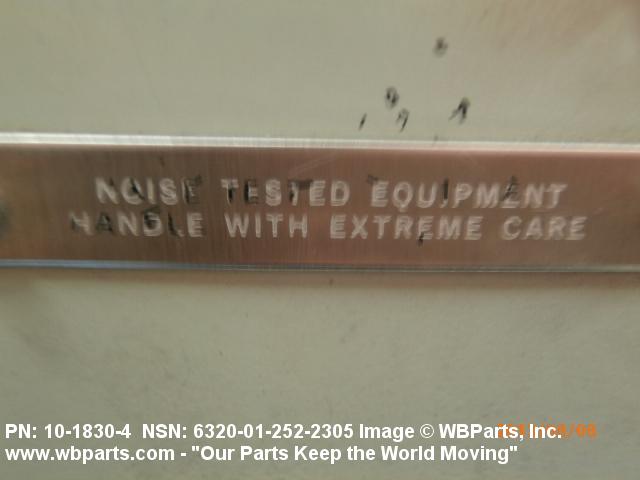 NOISE TESTED EQUIPMENT
HANDLE WITH EXTREME CARE
PN: 10-1830-4 NSN: 6320-01-252-2305 Image © WBParts, Inc.
www.wbparts.com - "Our Parts Keep the World Moving"